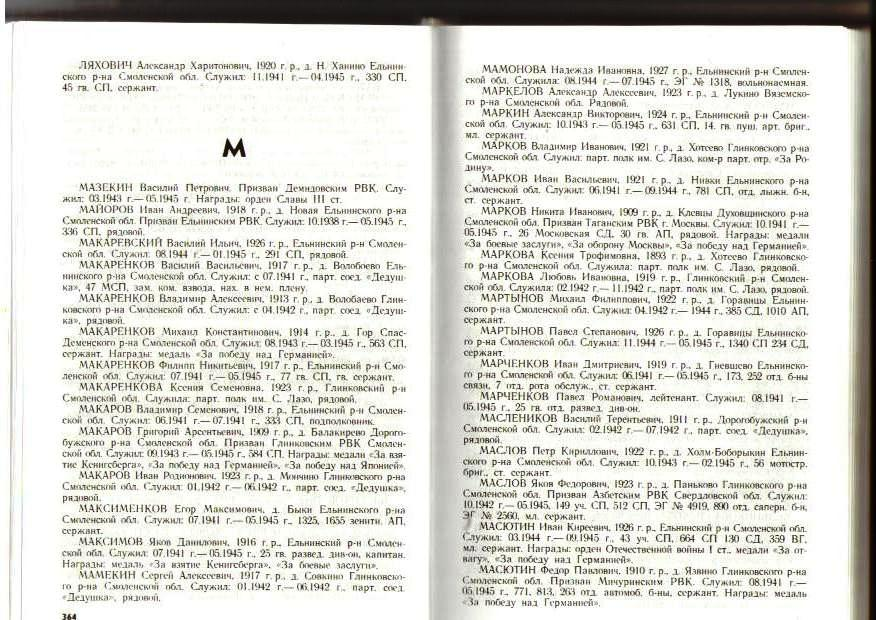 ЛЯХОВИЧ Александр Харитонович, 1920 г. р., д. Н. Ханино Ельнин-
ского р-на Смоленской обл. Служил: 11.1941 г.— 04.1945 г., 330 СП,
45 гв. СП, сержант.
М
МАЗЕКИН Василий Петрович. Призван Демидовским РВК. Слу-
жил: 03.1943 г.— 05.1945 г. Награды: орден Славы III ст.
МАЙОРОВ Иван Андреевич, 1918 г. р., д. Новая Ельнинского р-на
Смоленской обл. Призван Ельнинским РВК. Служил: 10.1938 г.— 05.1945 г.,
336 СП, рядовой.
МАКАРЕВСКИЙ Василий Ильич, 1926 г. р., Ельнинский р-н Смолен-
ской обл. Служил: 08.1944 г.— 01.1945 г., 291 СП, рядовой.
МАКАРЕНКОВ Василий Васильевич, 1917 г. р., д. Волобоево Ель-
нинского р-на Смоленской обл. Служил: с 07.1941 г., парт. соед. «Дедуш-
ка», 47 МСП, зам. ком. взвода, нах. в нем. плену.
МАКАРЕНКОВ Владимир Алексеевич, 1913 г. р., д. Волобаево Глин-
ковского р-на Смоленской обл. Служил: с 04.1942 г., парт. соед. «Дедуш-
ка», рядовой.
МАКАРЕНКОВ Михаил Константинович, 1914 г. р., д. Гор Спас-
Деменского р-на Смоленской обл. Служил: 08.1943 г.— 03.1945 г., 563 СП,
сержант. Награды: медаль «За победу над Германией».
МАКАРЕНКОВ Филипп Никитьевич, 1917 г. р., Ельнинский р-н Смо-
ленской обл. Служил: 07.1941 г.— 05.1945 г., 77 гв. СП, гв. сержант.
МАКАРЕНКОВА Ксения Семеновна, 1923 г. р., Глинковский р-н
Смоленской обл. Служила: парт. полк им. С. Лазо, рядовой.
МАКАРОВ Владимир Семенович, 1918 г. р., Ельнинский р-н Смолен-
ской обл. Служил: 06.1941 г.— 07.1941 г., 333 СП, подполковник.
МАКАРОВ Григорий Арсентьевич, 1909 г. р., д. Балакирево Дорого-
бужского р-на Смоленской обл. Призван Глинковским РВК Смолен-
ской обл. Служил: 09.1943 г.— 05.1945 г., 584 СП. Награды: медали «За взя-
тие Кенигсберга», «За победу над Германией», «За победу над Японией».
МАКАРОВ Иван Родионович, 1923 г. р., д. Мончино Глинковского р-на
Смоленской обл. Служил: 01.1942 г.— 06.1942 г., парт. соед. «Дедушка»,
рядовой.
МАКСИМЕНКОВ Егор Максимович, д. Быки Ельнинского р-на
Смоленской обл. Служил: 07.1941 г.— 05.1945 г., 1325, 1655 зенитн. АП,
сержант.
МАКСИМОВ Яков Данилович, 1916 г. р., Ельнинский р-н Смолен-
ской обл. Служил: 07.1941 г.— 05.1945 г., 25 гв. развед. див-он, капитан.
Награды: медаль «За взятие Кенигсберга», «За боевые заслуги».
МАМЕКИН Сергей Алексеевич, 1917 г. р., д. Совкино Глинковско-
го р-на Смоленской обл. Служил: 01.1942 г.— 06.1942 г., парт. соед.
«Дедушка», рядовой.
364
МАМОНОВА Надежда Ивановна, 1927 г. р., Ельнинский р-н Смолен-
ской обл. Служила: 08.1944 г.— 07.1945 г., ЭГ № 1318, вольнонаемная.
МАРКЕЛОВ Александр Алексеевич, 1923 г. р., д. Лукино Вяземско-
го р-на Смоленской обл. Рядовой.
МАРКИН Александр Викторович, 1924 г. р., Ельнинский р-н Смолен-
ской обл. Служил: 10.1943 г.— 05.1945 г., 631 СП, 14. гв. пуш. арт. бриг.,
мл. сержант.
МАРКОВ Владимир Иванович, 1921 г. р., д. Хотеево Глинковского р-на
Смоленской обл. Служил: парт. полк им. С. Лазо, ком-р парт. отр. «За Ро-
дину».
МАРКОВ Иван Васильевич, 1921 г. р., д. Нивки Ельнинского р-на
Смоленской обл. Служил: 06.1941 г.— 09.1944 г., 781 СП, отд. лыжн. б-н,
ст. сержант.
МАРКОВ Никита Иванович, 1909 г. р., д. Клевцы Духовщинского р-на
Смоленской обл. Призван Таганским РВК г. Москвы. Служил: 10.1941 г.—
05.1945 г., 26 Московская СД, 30 гв. АП, рядовой. Награды: медали
«За боевые заслуги», «За оборону Москвы», «За победу над Германией».
МАРКОВА Ксения Трофимовна, 1893 г. р., д. Хотеево Глинковско-
го р-на Смоленской обл. Служила: парт. полк им С. Лазо, рядовой.
МАРКОВА Любовь Ивановна, 1919 г. р., Глинковский р-н Смолен-
ской обл. Служила: 02.1942 г.— 11.1942 г., парт. полк им С. Лазо, рядовой.
МАРТЫНОВ Михаил Филиппович, 1922 г. р., д. Горавицы Ельнин-
ского р-на Смоленской обл. Служил: 04.1942 г.— 1944 г., 385 СД, 1010 АП,
сержант.
МАРТЫНОВ Павел Степанович, 1926 г. р., д. Горавицы Ельнинско-
го р-на Смоленской обл. Служил: 11.1944 г.— 05.1945 г., 1340 СП 234 СД,
сержант.
МАРЧЕНКОВ Иван Дмитриевич, 1919 г. р., д. Гневшево Ельнинско-
го р-на Смоленской обл. Служил: 06.1941 г.— 05.1945 г., 173, 252 отд. б-ны
связи, 7 отд. рота обслуж., ст. сержант.
МАРЧЕНКОВ Павел Романович, лейтенант. Служил: 08.1941 г.—
05.1945 г., 25 гв. отд. развед. див-он.
МАСЛЕНИКОВ Василий Терентьевич, 1911 г. р., Дорогобужский р-н
Смоленской обл. Служил: 02.1942 г.— 07.1942 г., парт. соед. «Дедушка»,
рядовой.
МАСЛОВ Петр Кириллович, 1922 г. р., д. Холм-Боборыкин Ельнин-
ского р-на Смоленской обл. Служил: 10.1943 г.— 02.1945 г., 56 мотостр.
бриг., ст. сержант.
МАСЛОВ Яков Федорович, 1923 г. р., д. Паньково Глинковского р-на
Смоленской обл. Призван Азбетским РВК Свердловской обл. Служил:
10.1942 г.— 05.1945, 149 уч. СП, 512 СП, ЭГ № 4919, 890 отд. саперн. б-н,
ЭГ № 2560, мл. сержант.
МАСЮТИН Иван Киреевич, 1926 г. р., Ельнинский р-н Смоленской обл.
Служил: 03.1944 г.— 09.1945 г., 43 уч. СП, 664 СП 130 СД, 359 ВГ,
мл. сержант. Награды: орден Отечественной войны I ст., медали «За от-
вагу», «За победу над Германией».
МАСЮТИН Федор Павлович, 1910 г. р., д. Язвино Глинковского р-на
Смоленской обл. Призван Мичуринским РВК. Служил: 08.1941 г.—
05.1945 г., 771, 813, 263 отд. автомоб. б-ны, сержант. Награды: медаль
«За победу над Германией».